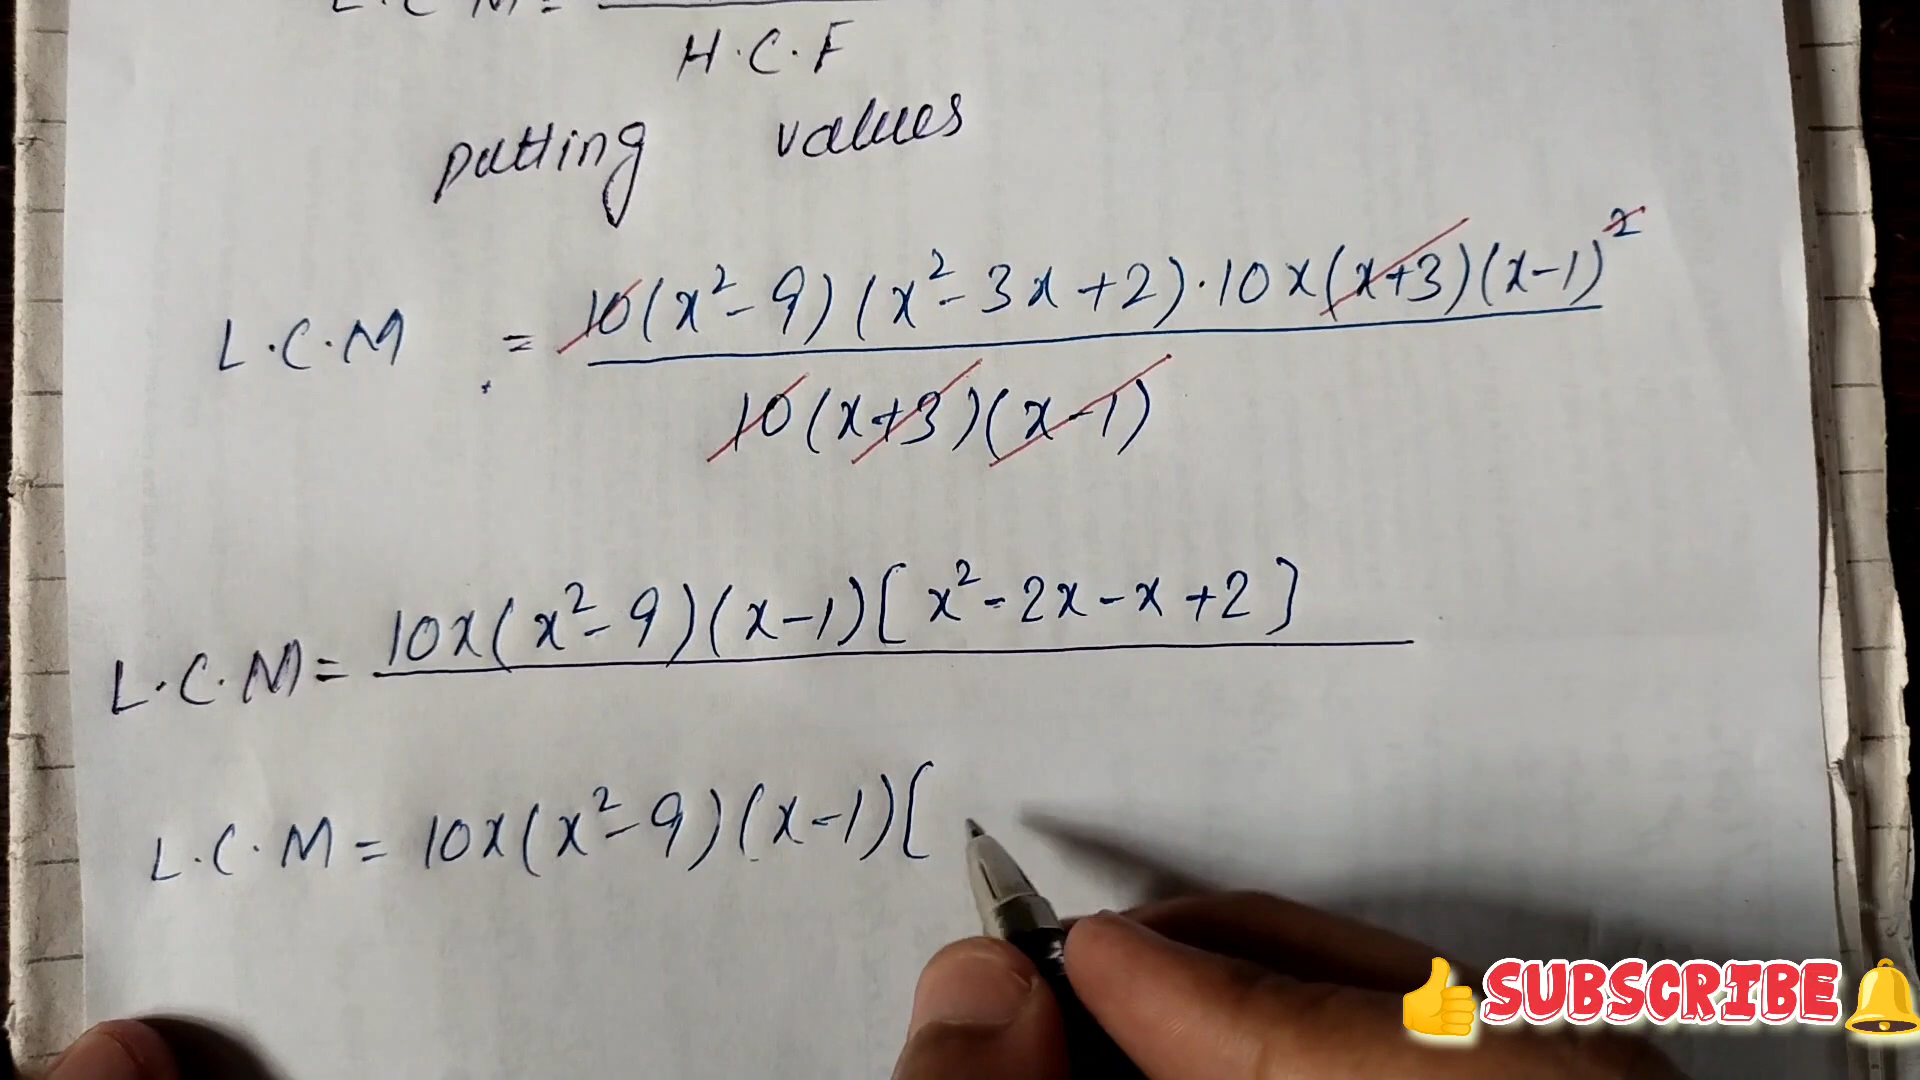 L.C.M =
H.C.F
putting values
L.C.M = 10(x²-9)(x²-3x+2).10x(x+3)(x-1)²
10(x+3)(x-1)
L.C.M = 10x(x²-9)(x-1)[x²-2x-x+2]
L.C.M = 10x(x²-9)(x-1)[
SUBSCRIBE